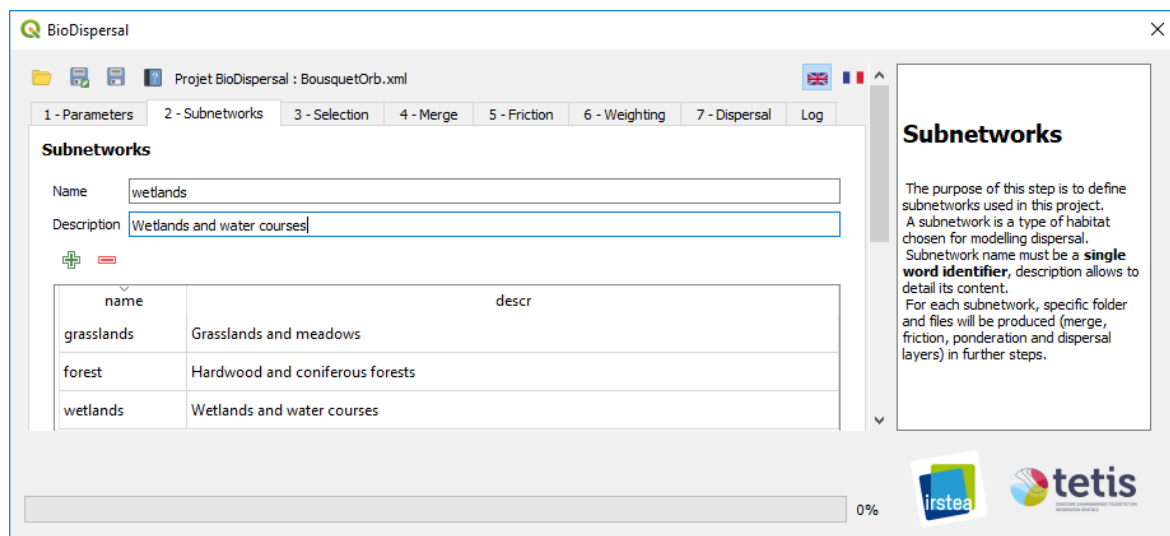 BioDispersal
Projet BioDispersal : BousquetOrb.xml
1 - Parameters
2 - Subnetworks
3 - Selection
4 - Merge
5 - Friction
6 - Weighting
7 - Dispersal
Log
Subnetworks
Name
wetlands
Description
Wetlands and water courses
name
descr
grasslands
Grasslands and meadows
forest
Hardwood and coniferous forests
wetlands
Wetlands and water courses
Subnetworks
The purpose of this step is to define
subnetworks used in this project.
A subnetwork is a type of habitat
chosen for modelling dispersal.
Subnetwork name must be a single
word identifier, description allows to
detail its content.
For each subnetwork, specific folder
and files will be produced (merge,
friction, ponderation and dispersal
layers) in further steps.
irstea
tetis
0%